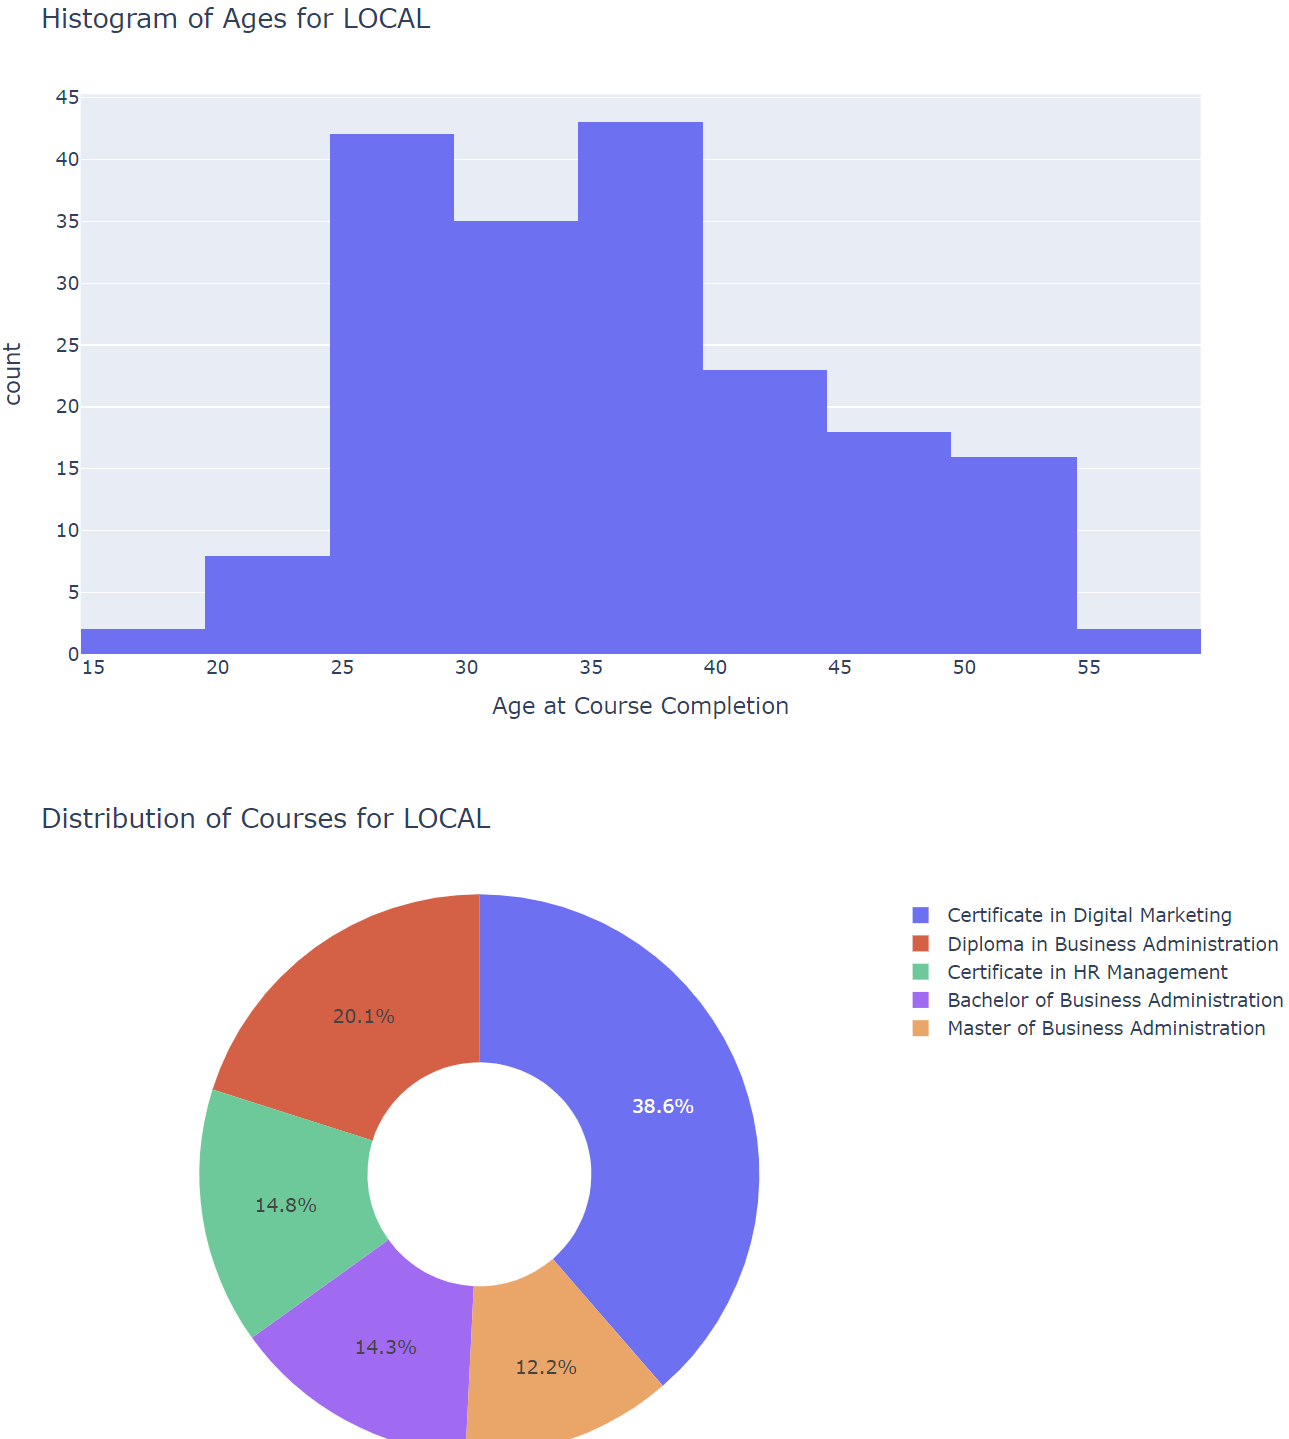 Histogram of Ages for LOCAL
45
40
35
30
25
20
15
10
5
0
count
15 20 25 30 35 40 45 50 55
Age at Course Completion
Distribution of Courses for LOCAL
Certificate in Digital Marketing
Diploma in Business Administration
Certificate in HR Management
Bachelor of Business Administration
Master of Business Administration
20.1%
38.6%
14.8%
14.3%
12.2%